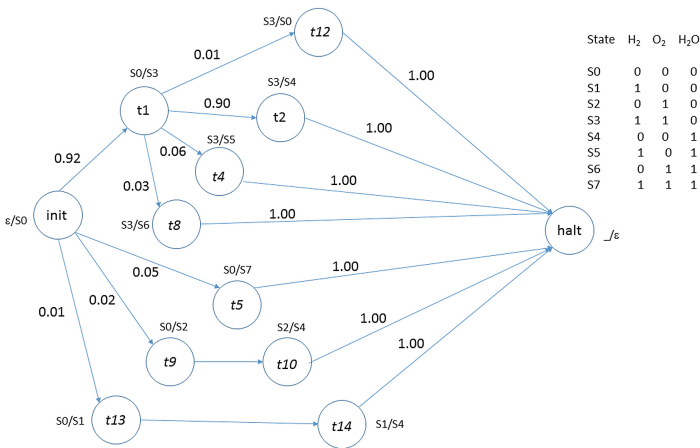 S3/S0
t12
State H₂ O₂ H₂O
0.01
S0/S3
S3/S4
1.00
S0 0 0 0
S1 1 0 0
S2 0 1 0
S3 1 1 0
S4 0 0 1
S5 1 0 1
S6 0 1 1
S7 1 1 1
t1
0.90
t2
1.00
S3/S5
0.06
0.92
t4
1.00
0.03
S3/S6
t8
1.00
ε/S0
init
halt
_/ε
0.05
S0/S7
1.00
t5
0.01
0.02
S0/S2
S2/S4
1.00
1.00
t9
t10
S0/S1
t13
t14
S1/S4